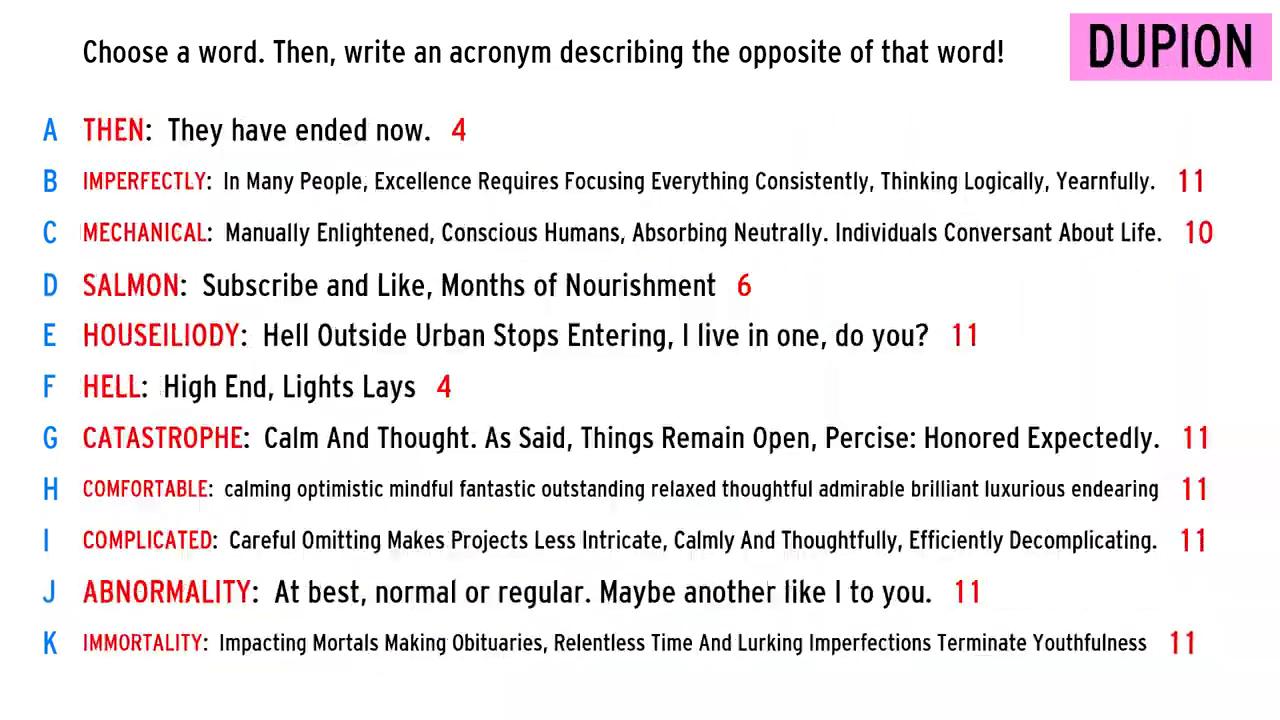 Choose a word. Then, write an acronym describing the opposite of that word!
DUPION
A THEN: They have ended now. 4
B IMPERFECTLY: In Many People, Excellence Requires Focusing Everything Consistently, Thinking Logically, Yearnfully. 11
C MECHANICAL: Manually Enlightened, Conscious Humans, Absorbing Neutrally. Individuals Conversant About Life. 10
D SALMON: Subscribe and Like, Months of Nourishment 6
E HOUSEILIODY: Hell Outside Urban Stops Entering, I live in one, do you? 11
F HELL: High End, Lights Lays 4
G CATASTROPHE: Calm And Thought. As Said, Things Remain Open, Percise: Honored Expectedly. 11
H COMFORTABLE: calming optimistic mindful fantastic outstanding relaxed thoughtful admirable brilliant luxurious endearing 11
I COMPLICATED: Careful Omitting Makes Projects Less Intricate, Calmly And Thoughtfully, Efficiently Decomplicating. 11
J ABNORMALITY: At best, normal or regular. Maybe another like I to you. 11
K IMMORTALITY: Impacting Mortals Making Obituaries, Relentless Time And Lurking Imperfections Terminate Youthfulness 11